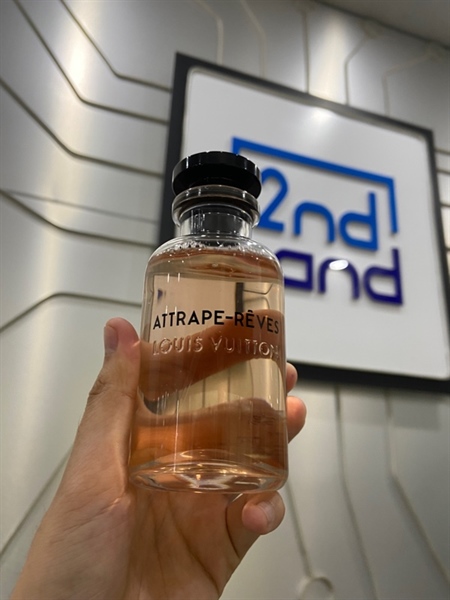 2nd
and
ATTRAPE-RÊVES
LOUIS VUITTON